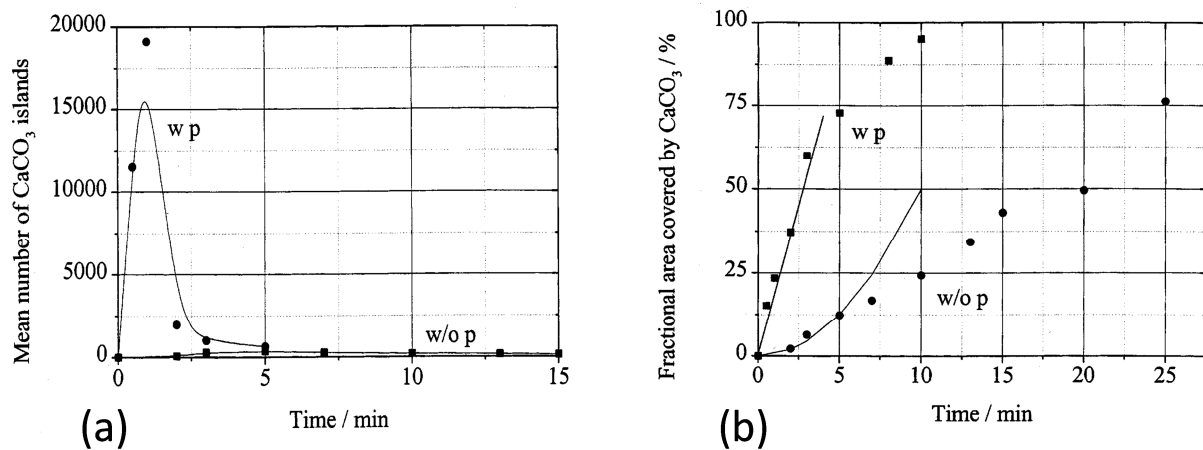 Mean number of CaCO₃ islands
20000
15000
10000
5000
0
w p
w/o p
0
5
10
15
Time / min
(a)
Fractional area covered by CaCO₃ / %
100
75
50
25
0
w p
w/o p
0
5
10
15
20
25
Time / min
(b)